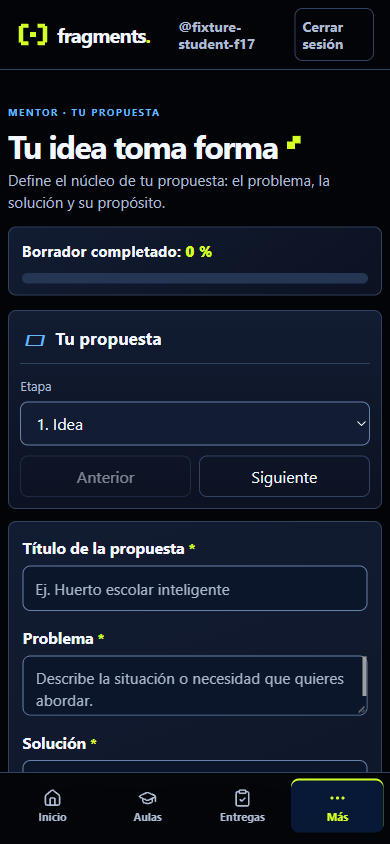 fragments.
@fixture-
student-f17
Cerrar
sesión
MENTOR · TU PROPUESTA
Tu idea toma forma
Define el núcleo de tu propuesta: el problema, la
solución y su propósito.
Borrador completado: 0 %
Tu propuesta
Etapa
1. Idea
Anterior
Siguiente
Título de la propuesta *
Ej. Huerto escolar inteligente
Problema *
Describe la situación o necesidad que quieres
abordar.
Solución *
Inicio
Aulas
Entregas
Más